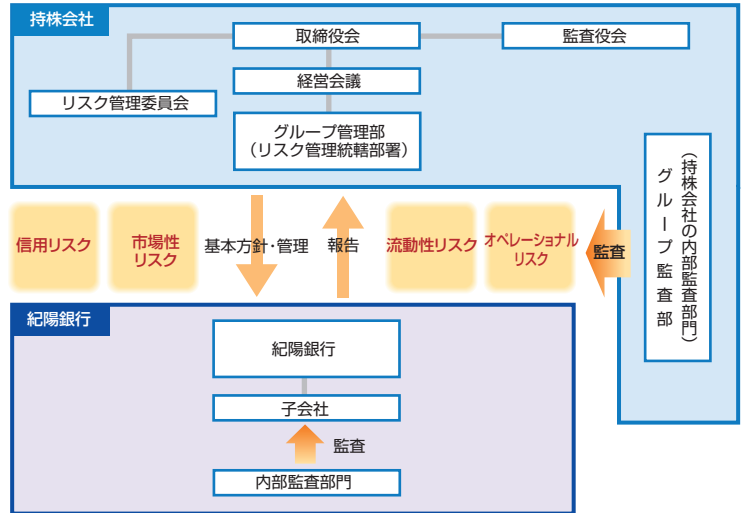 持株会社
取締役会
監査役会
経営会議
リスク管理委員会
グループ管理部
（リスク管理統轄部署）
グループ監査部
（持株会社の内部監査部門）
信用リスク
市場性
リスク
基本方針・管理
報告
流動性リスク
オペレーショナル
リスク
監査
紀陽銀行
紀陽銀行
子会社
監査
内部監査部門